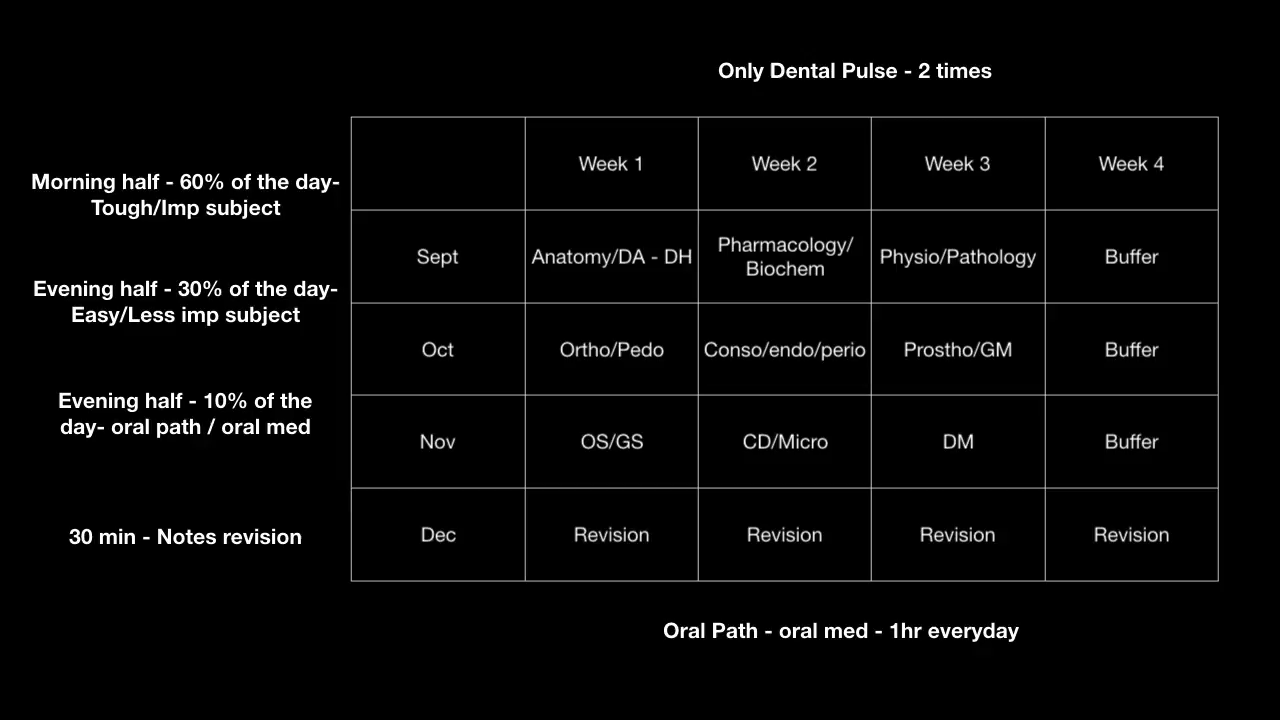 Only Dental Pulse - 2 times
Morning half - 60% of the day-
Tough/Imp subject
Evening half - 30% of the day-
Easy/Less imp subject
Evening half - 10% of the
day- oral path / oral med
30 min - Notes revision
Week 1
Week 2
Week 3
Week 4
Sept
Anatomy/DA - DH
Pharmacology/
Biochem
Physio/Pathology
Buffer
Oct
Ortho/Pedo
Conso/endo/perio
Prostho/GM
Buffer
Nov
OS/GS
CD/Micro
DM
Buffer
Dec
Revision
Revision
Revision
Revision
Oral Path - oral med - 1hr everyday